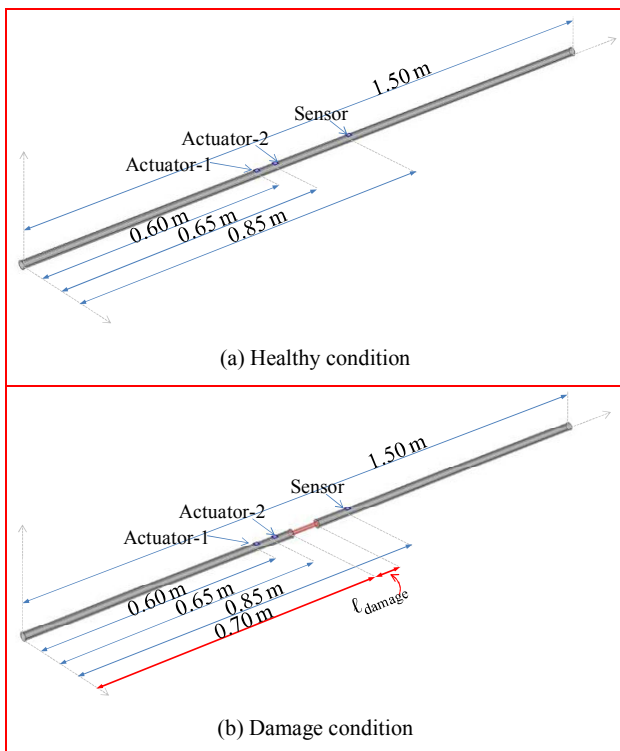 1.50 m
Sensor
Actuator-2
Actuator-1
0.60 m
0.65 m
0.85 m
(a) Healthy condition
1.50 m
Sensor
Actuator-2
Actuator-1
0.60 m
0.65 m
0.85 m
0.70 m
ℓdamage
(b) Damage condition